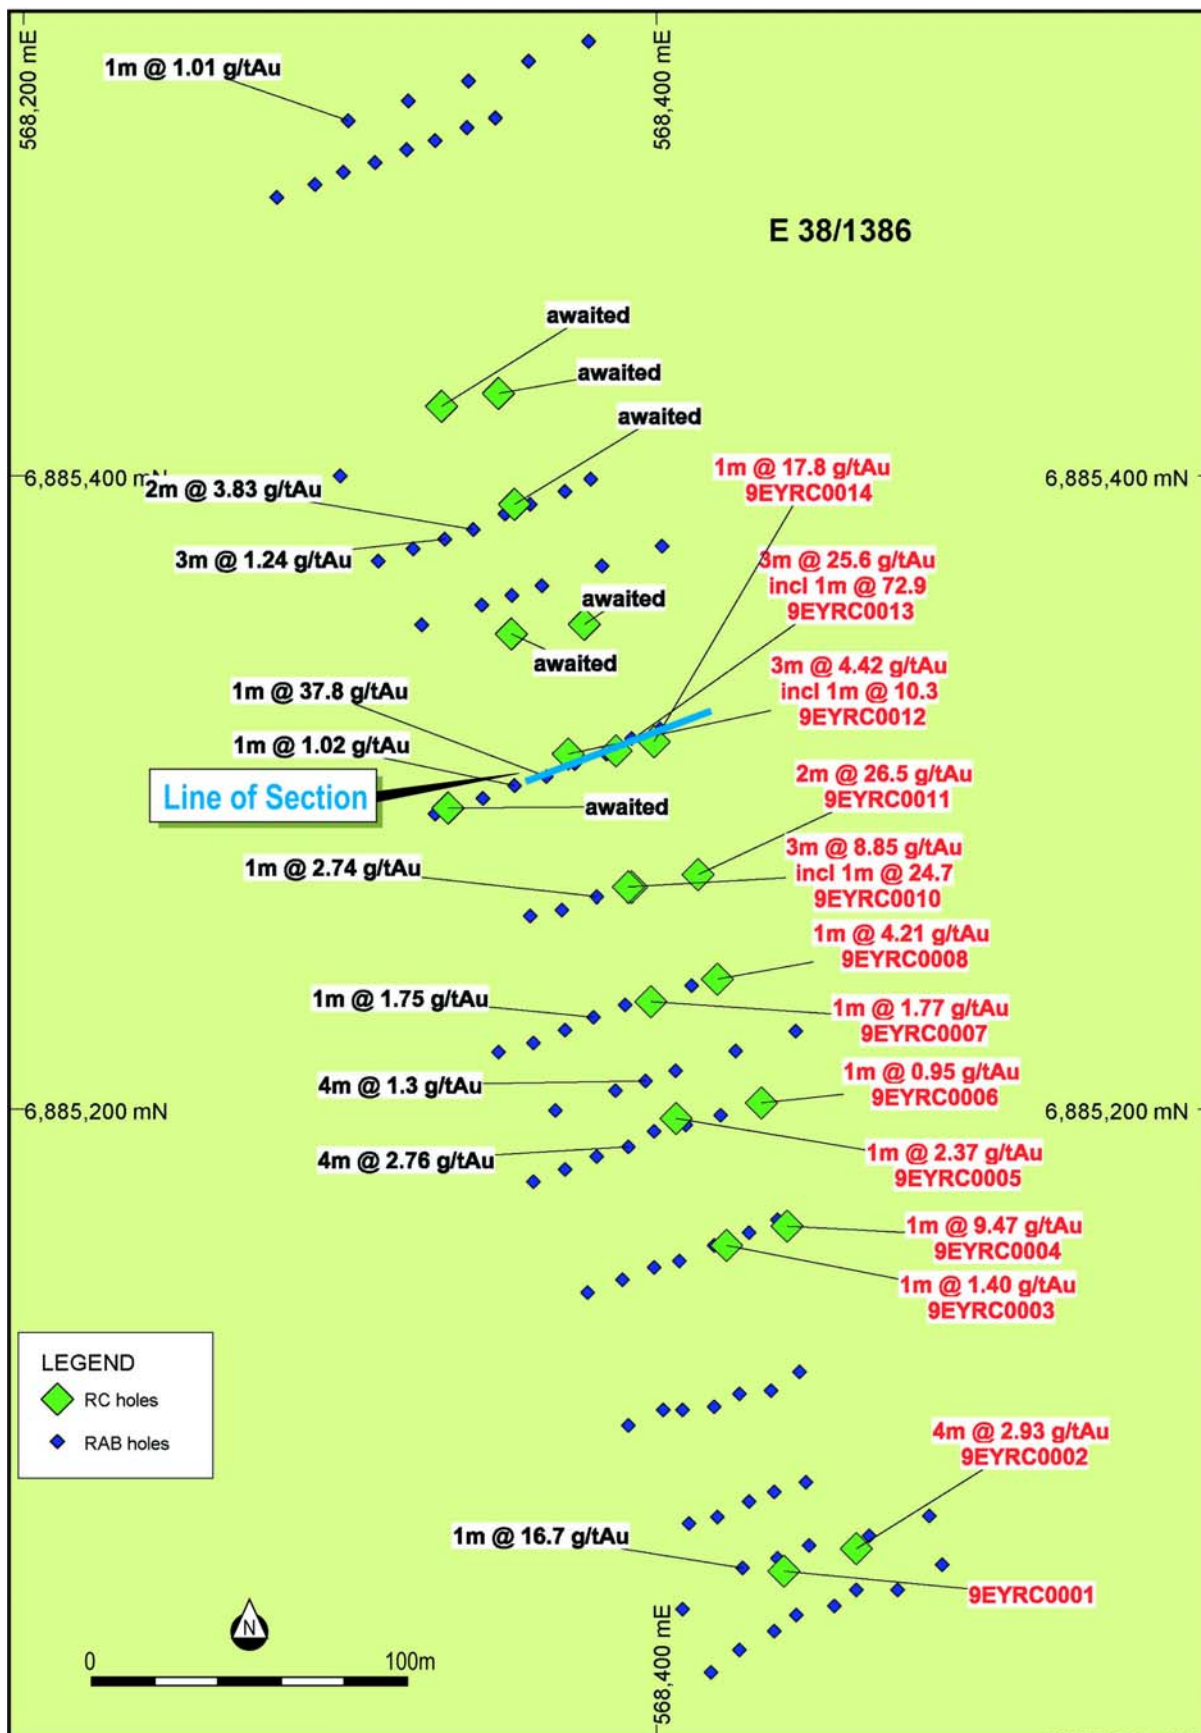 568,200 mE
568,400 mE
1m @ 1.01 g/tAu
E 38/1386
awaited
awaited
awaited
1m @ 17.8 g/tAu
9EYRC0014
6,885,400 mN
6,885,400 mN
2m @ 3.83 g/tAu
3m @ 1.24 g/tAu
3m @ 25.6 g/tAu
incl 1m @ 72.9
9EYRC0013
awaited
awaited
3m @ 4.42 g/tAu
incl 1m @ 10.3
9EYRC0012
1m @ 37.8 g/tAu
1m @ 1.02 g/tAu
Line of Section
awaited
2m @ 26.5 g/tAu
9EYRC0011
1m @ 2.74 g/tAu
3m @ 8.85 g/tAu
incl 1m @ 24.7
9EYRC0010
1m @ 4.21 g/tAu
9EYRC0008
1m @ 1.75 g/tAu
1m @ 1.77 g/tAu
9EYRC0007
4m @ 1.3 g/tAu
1m @ 0.95 g/tAu
9EYRC0006
6,885,200 mN
6,885,200 mN
4m @ 2.76 g/tAu
1m @ 2.37 g/tAu
9EYRC0005
1m @ 9.47 g/tAu
9EYRC0004
1m @ 1.40 g/tAu
9EYRC0003
LEGEND
RC holes
RAB holes
4m @ 2.93 g/tAu
9EYRC0002
1m @ 16.7 g/tAu
9EYRC0001
568,400 mE
N
0 100m